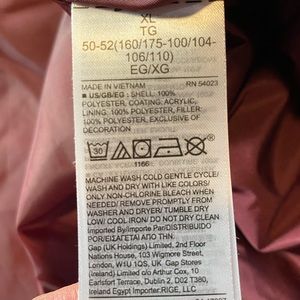 XL
TG
50-52(160/175-100/104-
106/110)
EG/XG
MADE IN VIETNAM RN 54023
■ US/GB/EG : SHELL: 100%
POLYESTER, COATING: ACRYLIC,
LINING: 100% POLYESTER, FILLER:
100% POLYESTER, EXCLUSIVE OF
DECORATION
30
1166
MACHINE WASH COLD GENTLE CYCLE/
WASH AND DRY WITH LIKE COLORS/
ONLY NON-CHLORINE BLEACH WHEN
NEEDED/ REMOVE PROMPTLY FROM
WASHER AND DRYER/ TUMBLE DRY
LOW/ COOL IRON/ DO NOT DRY CLEAN
Imported By/Importe Par/DISTRIBUIDO
POR/ΕΙΣΑΓΕΤΑΙ ΑΠΟ ΤΗΝ.
Gap (UK Holdings) Limited, 2nd Floor
Nations House, 103 Wigmore Street,
London, W1U 1QS, UK. Gap Stores
(Ireland) Limited c/o Arthur Cox, 10
Earlsfort Terrace, Dublin 2, D02 T380,
Ireland Egypt Importer: RIGE, LLC